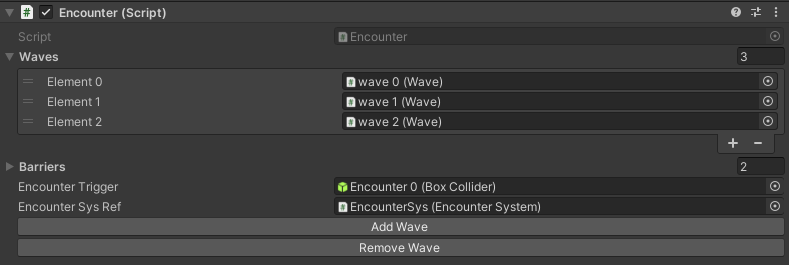 Encounter (Script)
Script Encounter
Waves 3
Element 0 wave 0 (Wave)
Element 1 wave 1 (Wave)
Element 2 wave 2 (Wave)
+ −
Barriers 2
Encounter Trigger Encounter 0 (Box Collider)
Encounter Sys Ref EncounterSys (Encounter System)
Add Wave
Remove Wave